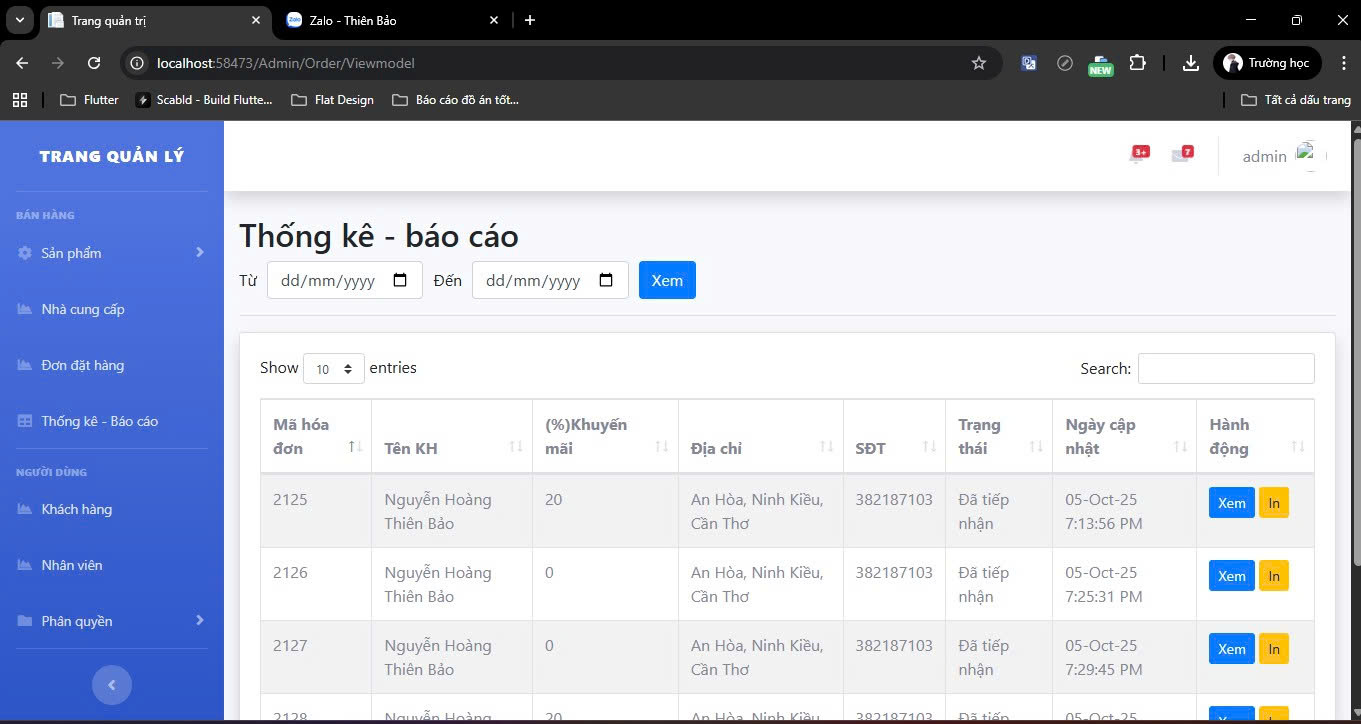 Trang quản trị
Zalo - Thiên Bảo
localhost:58473/Admin/Order/Viewmodel
NEW
Trường học
Flutter
Scabld - Build Flutte...
Flat Design
Báo cáo đồ án tốt...
Tất cả dấu trang
TRANG QUẢN LÝ
3+
7
admin
BÁN HÀNG
Sản phẩm
Nhà cung cấp
Đơn đặt hàng
Thống kê - Báo cáo
NGƯỜI DÙNG
Khách hàng
Nhân viên
Phân quyền
Thống kê - báo cáo
Từ dd/mm/yyyy Đến dd/mm/yyyy Xem
Show 10 entries
Search:
Mã hóa đơn
Tên KH
(%)Khuyến mãi
Địa chỉ
SĐT
Trạng thái
Ngày cập nhật
Hành động
2125 Nguyễn Hoàng 20 An Hòa, Ninh Kiều, 382187103 Đã tiếp 05-Oct-25 Xem In
Thiên Bảo Cần Thơ nhận 7:13:56 PM
2126 Nguyễn Hoàng 0 An Hòa, Ninh Kiều, 382187103 Đã tiếp 05-Oct-25 Xem In
Thiên Bảo Cần Thơ nhận 7:25:31 PM
2127 Nguyễn Hoàng 0 An Hòa, Ninh Kiều, 382187103 Đã tiếp 05-Oct-25 Xem In
Thiên Bảo Cần Thơ nhận 7:29:45 PM
2128 Nguyễn Hoàng 20 An Hòa, Ninh Kiều, 382187103 Đã tiếp 05-Oct-25 Xem In